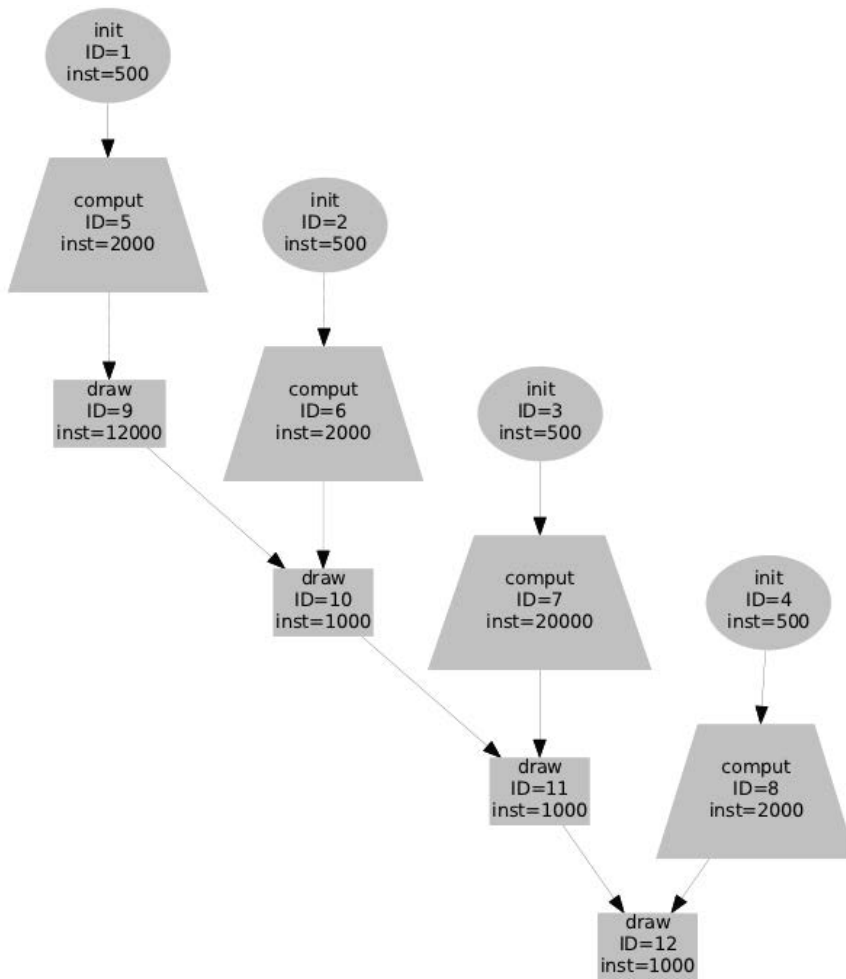 init
ID=1
inst=500
comput
ID=5
inst=2000
init
ID=2
inst=500
draw
ID=9
inst=12000
comput
ID=6
inst=2000
init
ID=3
inst=500
draw
ID=10
inst=1000
comput
ID=7
inst=20000
init
ID=4
inst=500
draw
ID=11
inst=1000
comput
ID=8
inst=2000
draw
ID=12
inst=1000